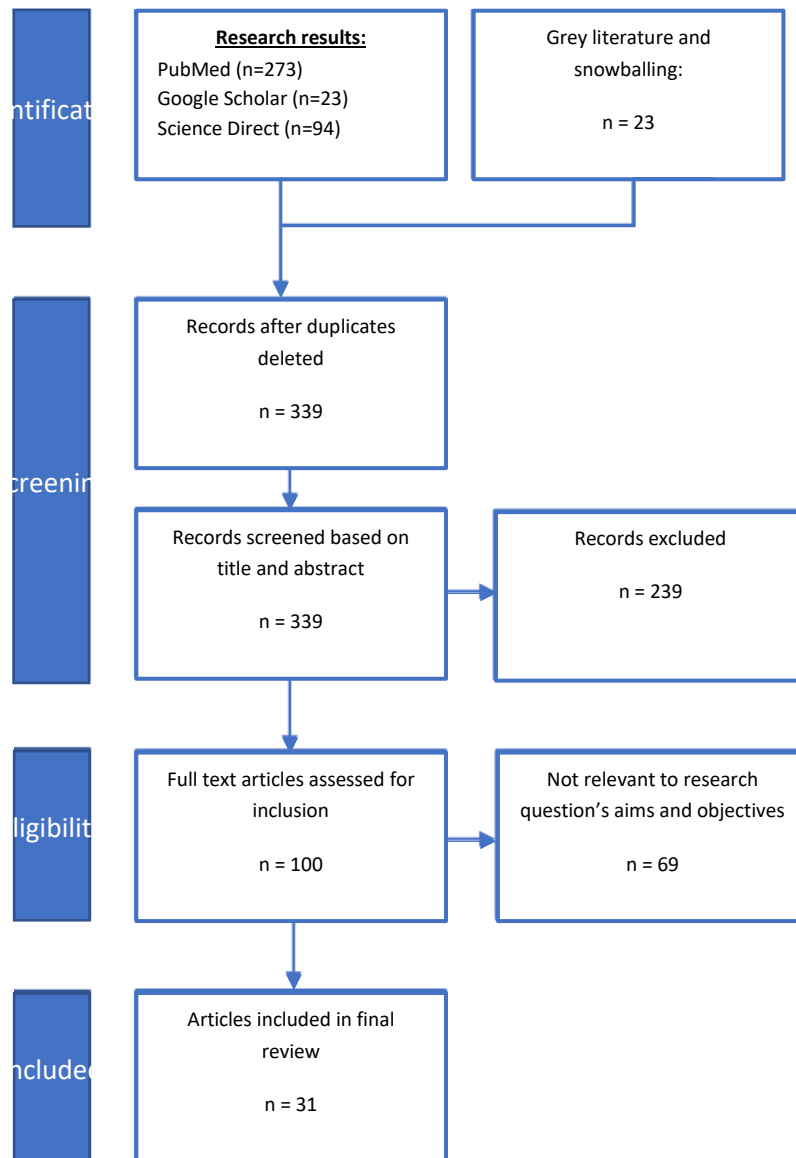 ntificat
Research results:
PubMed (n=273)
Google Scholar (n=23)
Science Direct (n=94)
Grey literature and
snowballing:
n = 23
creenin
Records after duplicates
deleted
n = 339
Records screened based on
title and abstract
n = 339
Records excluded
n = 239
ligibilit
Full text articles assessed for
inclusion
n = 100
Not relevant to research
question’s aims and objectives
n = 69
ncluded
Articles included in final
review
n = 31